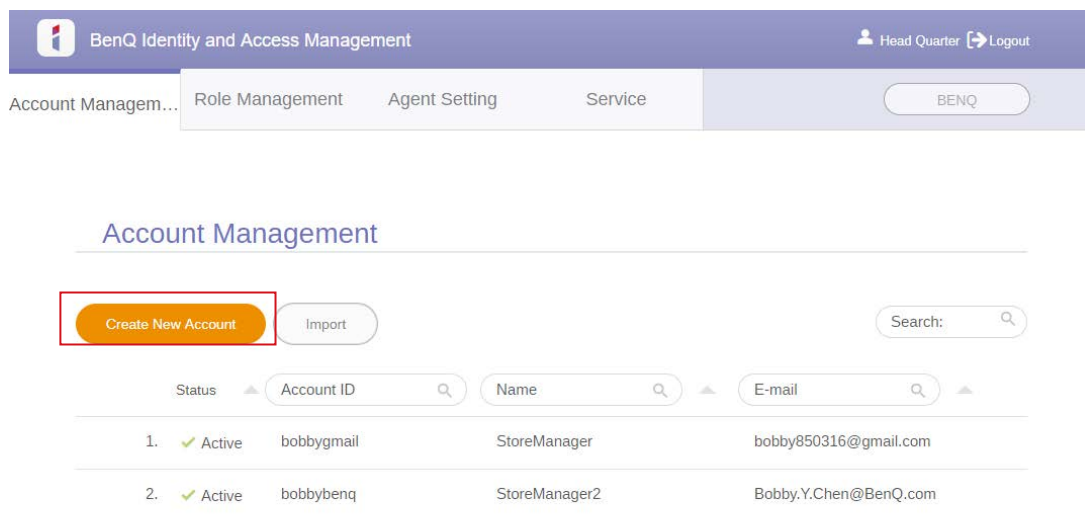 BenQ Identity and Access Management
Head Quarter Logout
Account Managem... Role Management Agent Setting Service BENQ
Account Management
Create New Account Import Search:
Status Account ID Name E-mail
1. Active bobbygmail StoreManager bobby850316@gmail.com
2. Active bobbybenq StoreManager2 Bobby.Y.Chen@BenQ.com